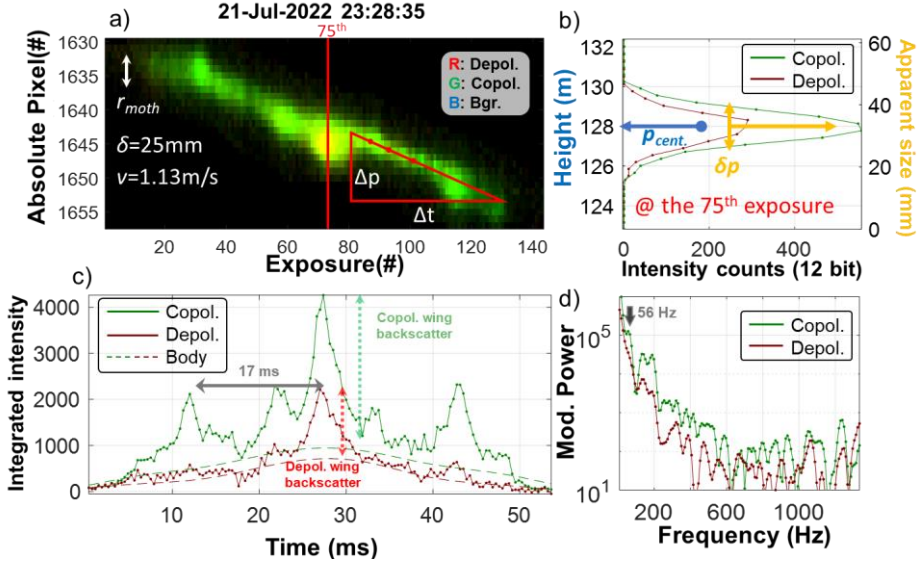 21-Jul-2022 23:28:35
a)
75th
Absolute Pixel(#)
1630
1635
1640
1645
1650
1655
r_moth
δ=25mm
v=1.13m/s
R: Depol.
G: Copol.
B: Bgr.
Δp
Δt
20 40 60 80 100 120 140
Exposure(#)
b)
Height (m)
132
130
128
126
124
Copol.
Depol.
p_cent.
δp
@ the 75th exposure
60
40
20
0
Apparent size (mm)
0 200 400
Intensity counts (12 bit)
c)
Integrated intensity
4000
3000
2000
1000
0
Copol.
Depol.
Body
17 ms
Copol. wing
backscatter
Depol. wing
backscatter
10 20 30 40 50
Time (ms)
d)
Mod. Power
10^5
10^1
56 Hz
Copol.
Depol.
200 600 1000
Frequency (Hz)